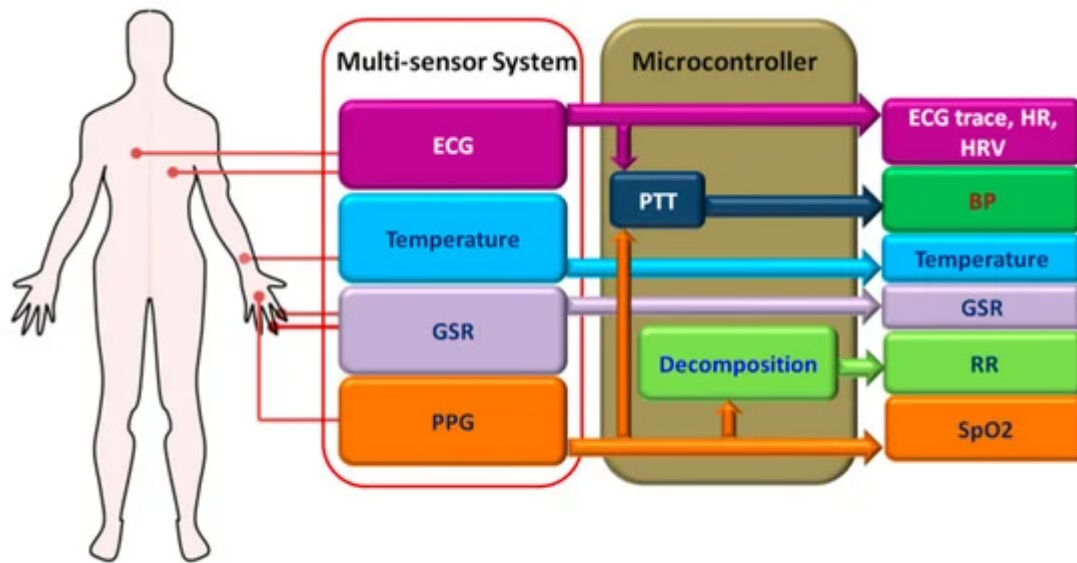 Multi-sensor System
Microcontroller
ECG
ECG trace, HR,
HRV
PTT
BP
Temperature
Temperature
GSR
GSR
Decomposition
RR
PPG
SpO2